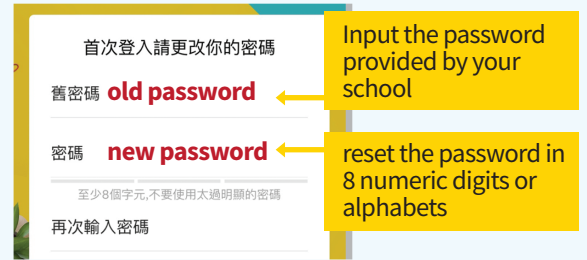 首次登入請更改你的密碼
舊密碼 old password
Input the password
provided by your
school
密碼 new password
reset the password in
8 numeric digits or
alphabets
至少8個字元,不要使用太過明顯的密碼
再次輸入密碼